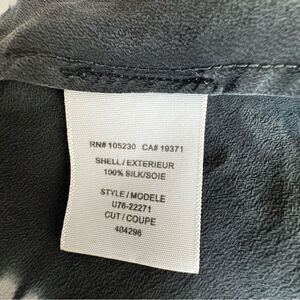 RN# 105230 CA# 19371
SHELL / EXTERIEUR
100% SILK/SOIE
STYLE / MODELE
U76-22271
CUT / COUPE
404296